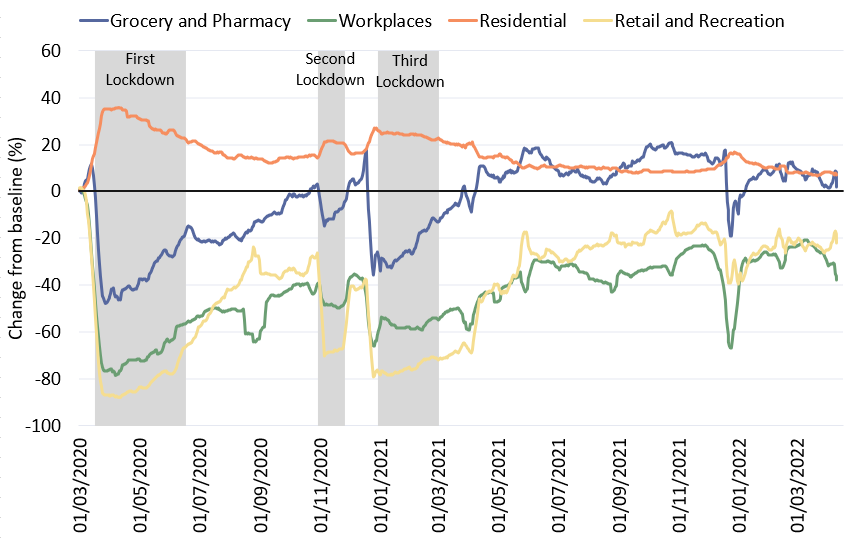 Grocery and Pharmacy Workplaces Residential Retail and Recreation
First
Lockdown
Second
Lockdown
Third
Lockdown
Change from baseline (%)
60
40
20
0
-20
-40
-60
-80
-100
01/03/2020
01/05/2020
01/07/2020
01/09/2020
01/11/2020
01/01/2021
01/03/2021
01/05/2021
01/07/2021
01/09/2021
01/11/2021
01/01/2022
01/03/2022